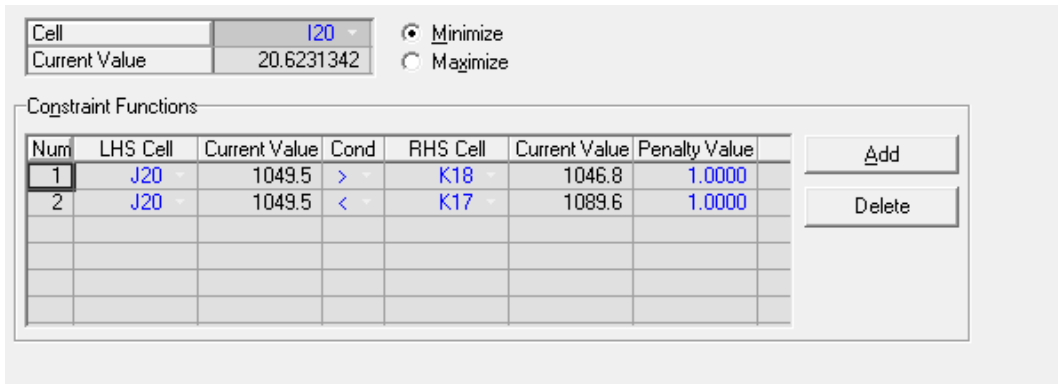 Cell I20 Minimize
Current Value 20.6231342 Maximize
Constraint Functions
Num LHS Cell Current Value Cond RHS Cell Current Value Penalty Value
1 J20 1049.5 > K18 1046.8 1.0000
2 J20 1049.5 < K17 1089.6 1.0000
Add
Delete